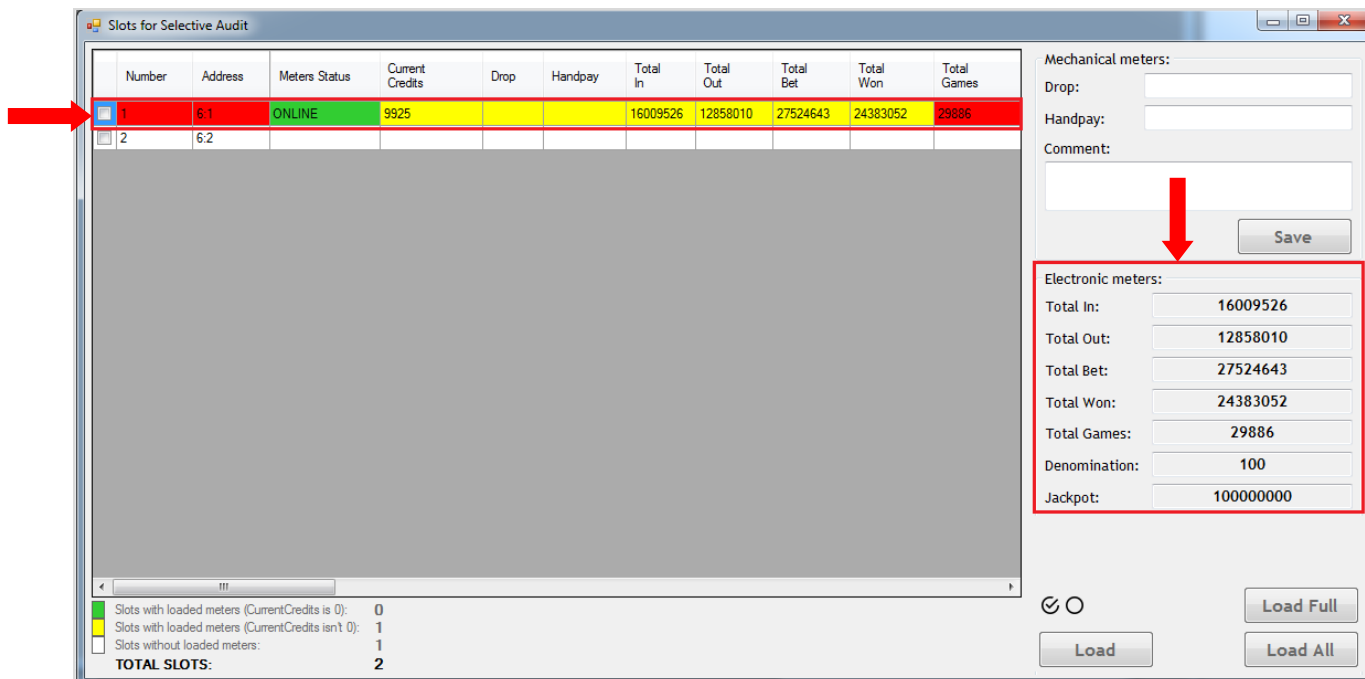 Slots for Selective Audit
Number Address Meters Status Current Credits Drop Handpay Total In Total Out Total Bet Total Won Total Games
1 6:1 ONLINE 9925 16009526 12858010 27524643 24383052 29886
2 6:2
Slots with loaded meters (CurrentCredits is 0): 0
Slots with loaded meters (CurrentCredits isn't 0): 1
Slots without loaded meters: 1
TOTAL SLOTS: 2
Mechanical meters:
Drop:
Handpay:
Comment:
Save
Electronic meters:
Total In: 16009526
Total Out: 12858010
Total Bet: 27524643
Total Won: 24383052
Total Games: 29886
Denomination: 100
Jackpot: 100000000
Load Full
Load Load All